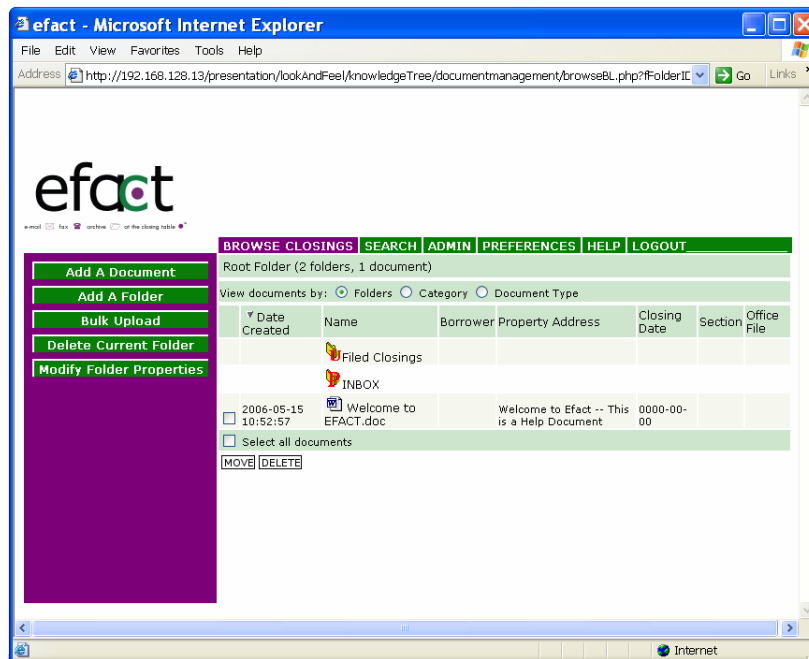 efact - Microsoft Internet Explorer
File Edit View Favorites Tools Help
Address http://192.168.128.13/presentation/lookAndFeel/knowledgeTree/documentmanagement/browseBL.php?fFolderID Go Links
efact
e-mail fax archive at the closing table
BROWSE CLOSINGS SEARCH ADMIN PREFERENCES HELP LOGOUT
Add A Document
Add A Folder
Bulk Upload
Delete Current Folder
Modify Folder Properties
Root Folder (2 folders, 1 document)
View documents by: Folders Category Document Type
Date Created Name Borrower Property Address Closing Date Section Office File
Filed Closings
INBOX
2006-05-15 Welcome to Welcome to Efact -- This 0000-00-
10:52:57 EFACT.doc is a Help Document 00
Select all documents
MOVE DELETE
Internet